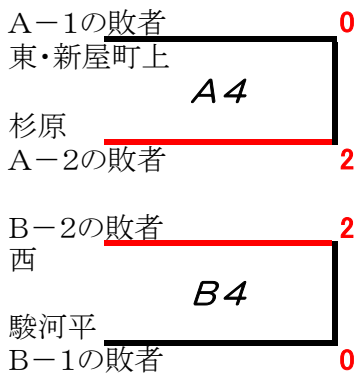 A－1の敗者 0
東・新屋町上
A4
杉原
A－2の敗者 2
B－2の敗者 2
西
B4
駿河平
B－1の敗者 0